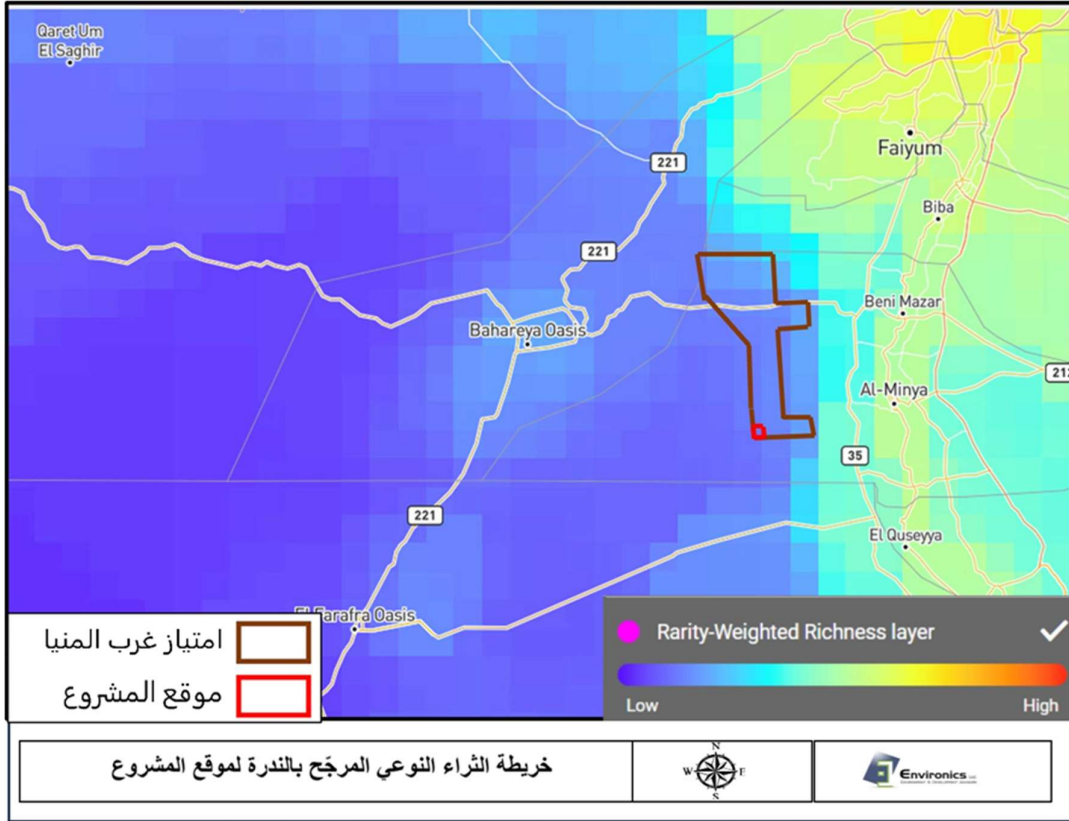 Qaret Um
El Saghir
221
Faiyum
Biba
221
Beni Mazar
Bahareya Oasis
Al-Minya
35
221
El Quseyya
El Farafra Oasis
امتياز غرب المنيا
موقع المشروع
Rarity-Weighted Richness layer
Low
High
خريطة الثراء النوعي المرجّح بالندرة لموقع المشروع
N
W
E
S
Environics